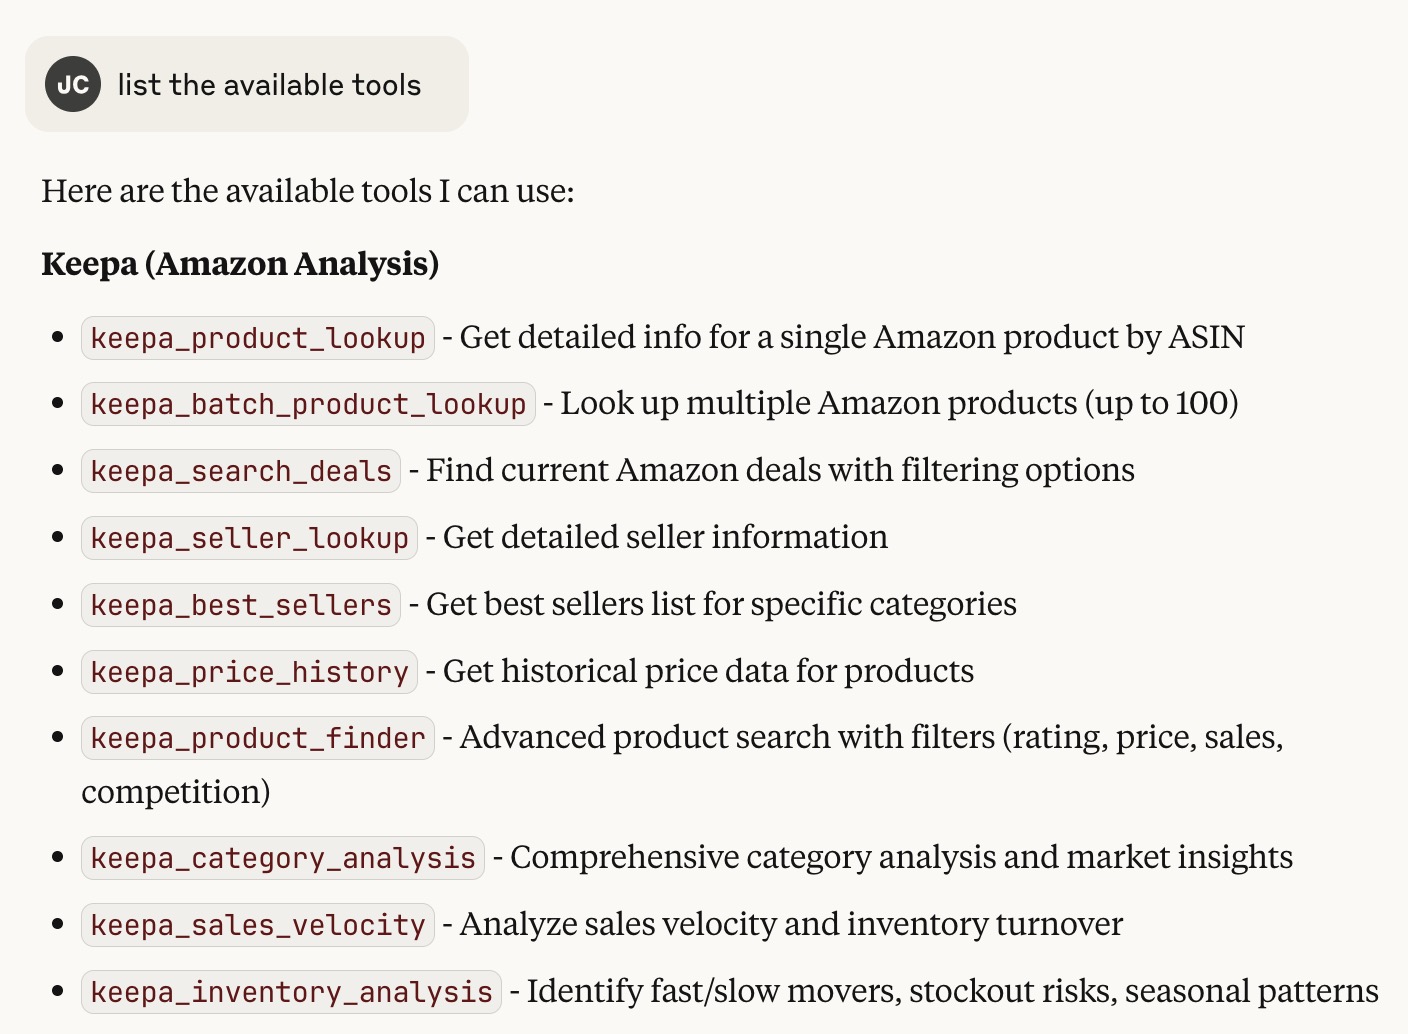 JC list the available tools
Here are the available tools I can use:
Keepa (Amazon Analysis)
• keepa_product_lookup - Get detailed info for a single Amazon product by ASIN
• keepa_batch_product_lookup - Look up multiple Amazon products (up to 100)
• keepa_search_deals - Find current Amazon deals with filtering options
• keepa_seller_lookup - Get detailed seller information
• keepa_best_sellers - Get best sellers list for specific categories
• keepa_price_history - Get historical price data for products
• keepa_product_finder - Advanced product search with filters (rating, price, sales,
competition)
• keepa_category_analysis - Comprehensive category analysis and market insights
• keepa_sales_velocity - Analyze sales velocity and inventory turnover
• keepa_inventory_analysis - Identify fast/slow movers, stockout risks, seasonal patterns